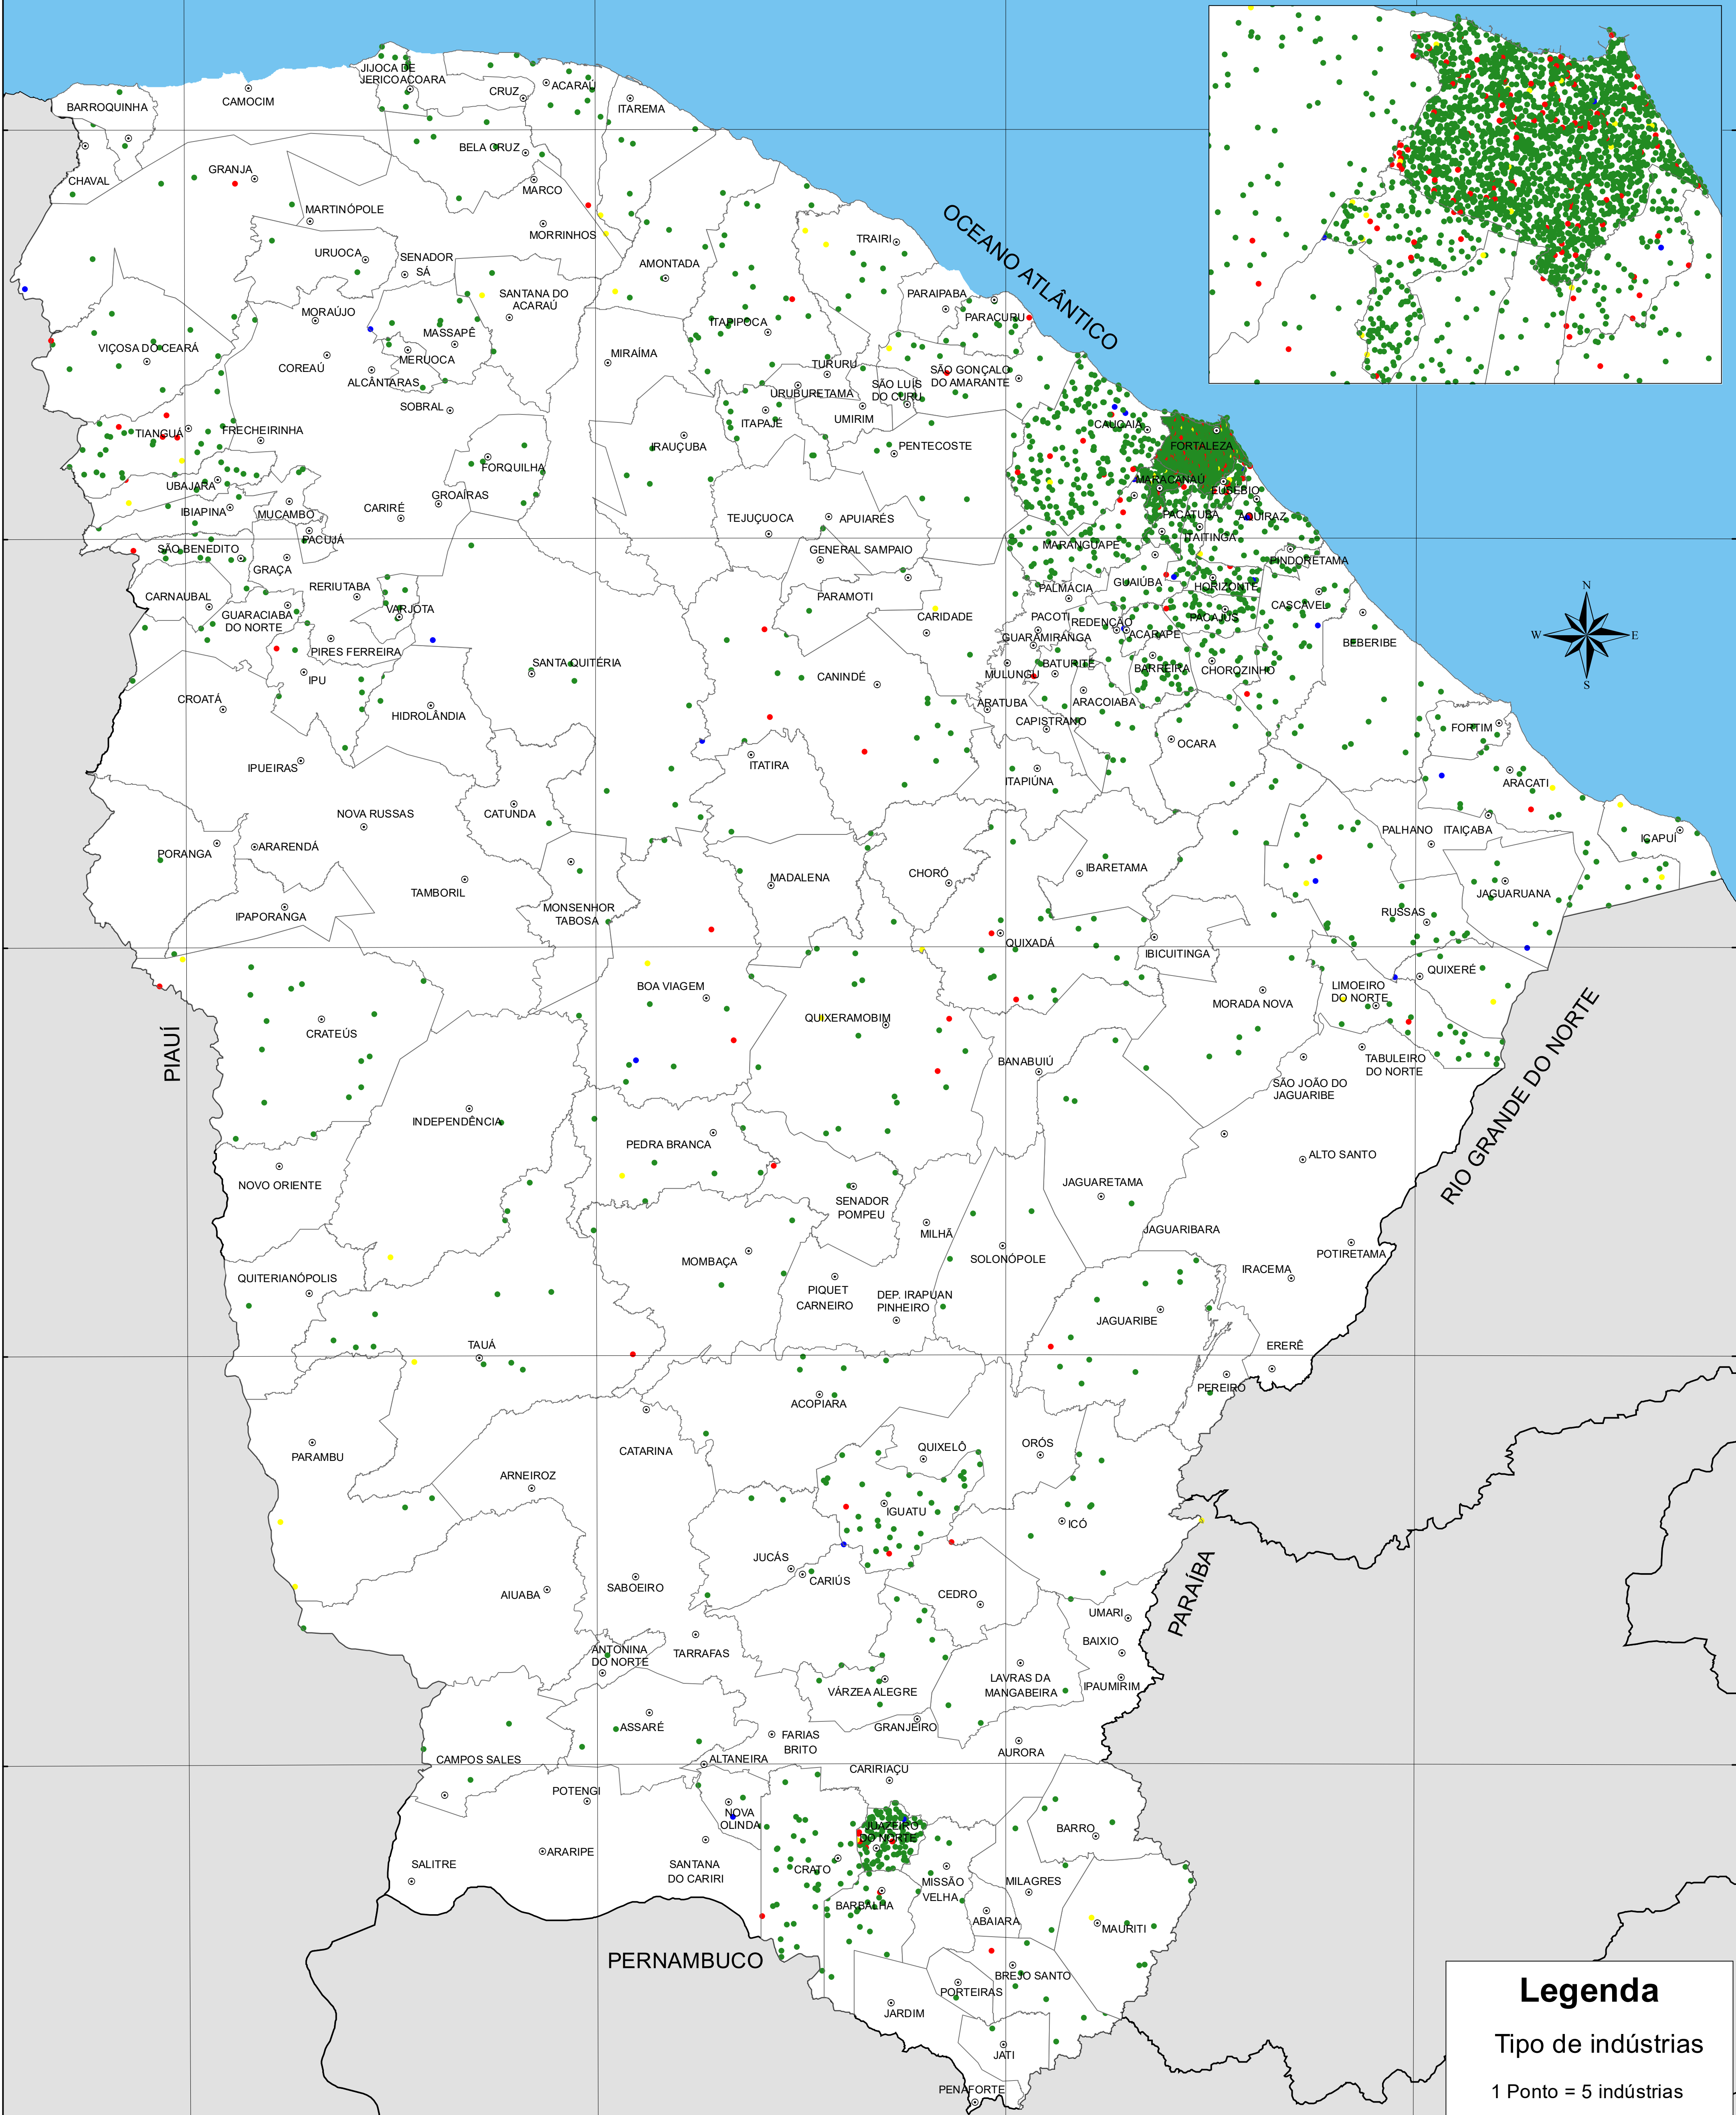 JIJOCA DE
JERICOACOARA
CRUZ
ACARAÚ
ITAREMA
BARROQUINHA
CAMOCIM
CHAVAL
GRANJA
BELA CRUZ
MARCO
MARTINÓPOLE
MORRINHOS
URUOCA
SENADOR
SÁ
AMONTADA
TRAIRI
OCEANO ATLÂNTICO
SANTANA DO
ACARAÚ
PARAIPABA
PARACURU
MORAÚJO
MASSAPÊ
ITAPIPOCA
VIÇOSA DO CEARÁ
MERUOCA
MIRAÍMA
COREAÚ
ALCÂNTARAS
TURURÚ
URUBURETAMA
SÃO LUÍS
DO CURU
SÃO GONÇALO
DO AMARANTE
SOBRAL
ITAPAJÉ
UMIRIM
CAUCAIA
FORTALEZA
TIANGUÁ
FRECHEIRINHA
IRAUÇUBA
PENTECOSTE
FORQUILHA
MARACANAÚ
EUSÉBIO
UBAJARA
GROAÍRAS
IBIAPINA
MUCAMBO
CARIRÉ
TEJUÇUOCA
APUIARÉS
PACATUBA
AQUIRAZ
PACUJÁ
ITAITINGA
SÃO BENEDITO
GENERAL SAMPAIO
MARANGUAPE
PINDORETAMA
GRAÇA
CARNAUBAL
RERIUTABA
PARAMOTI
PALMÁCIA
GUAIÚBA
HORIZONTE
GUARACIABA
DO NORTE
VARJOTA
CARIDADE
PACOTI
REDENÇÃO
PACAJUS
CASCAVEL
GUARAMIRANGA
ACARAPE
BEBERIBE
PIRES FERREIRA
SANTA QUITÉRIA
CANINDÉ
MULUNGU
BATURITÉ
BARREIRA
CHOROZINHO
IPU
CROATÁ
HIDROLÂNDIA
ARATUBA
ARACOIABA
CAPISTRANO
OCARA
FORTIM
IPUEIRAS
ITATIRA
ITAPIÚNA
ARACATI
NOVA RUSSAS
CATUNDA
PALHANO
ITAIÇABA
ICAPUÍ
PORANGA
ARARENDÁ
TAMBORIL
MADALENA
CHORÓ
IBARETAMA
JAGUARUANA
IPAPORANGA
MONSENHOR
TABOSA
RUSSAS
QUIXADÁ
IBICUITINGA
QUIXERÉ
BOA VIAGEM
LIMOEIRO
DO NORTE
MORADA NOVA
QUIXERAMOBIM
CRATEÚS
PIAUÍ
BANABUIÚ
TABULEIRO
DO NORTE
SÃO JOÃO DO
JAGUARIBE
RIO GRANDE DO NORTE
INDEPENDÊNCIA
PEDRA BRANCA
ALTO SANTO
NOVO ORIENTE
JAGUARETAMA
SENADOR
POMPEU
MILHÃ
JAGUARIBARA
SOLONÓPOLE
POTIRETAMA
MOMBAÇA
IRACEMA
QUITERIANÓPOLIS
PIQUET
CARNEIRO
DEP. IRAPUAN
PINHEIRO
JAGUARIBE
TAUÁ
ERERÊ
PEREIRO
ACOPIARA
PARAMBU
CATARINA
QUIXELÔ
ORÓS
ARNEIROZ
IGUATU
ICÓ
JUCÁS
CARIÚS
PARAÍBA
AIUABA
SABOEIRO
CEDRO
UMARI
ANTONINA
DO NORTE
TARRAFAS
BAIXIO
LAVRAS DA
MANGABEIRA
IPAUMIRIM
VÁRZEA ALEGRE
ASSARÉ
GRANJEIRO
FARIAS
BRITO
AURORA
CAMPOS SALES
ALTANEIRA
CARIRIAÇU
POTENGI
NOVA
OLINDA
JUAZEIRO
DO NORTE
BARRO
ARARIPE
SALITRE
SANTANA
DO CARIRI
CRATO
MISSÃO
VELHA
MILAGRES
BARBALHA
ABAIARA
MAURITI
PERNAMBUCO
BREJO SANTO
PORTEIRAS
JARDIM
JATI
PENAFORTE
N
W
E
S
Legenda
Tipo de indústrias
1 Ponto = 5 indústrias